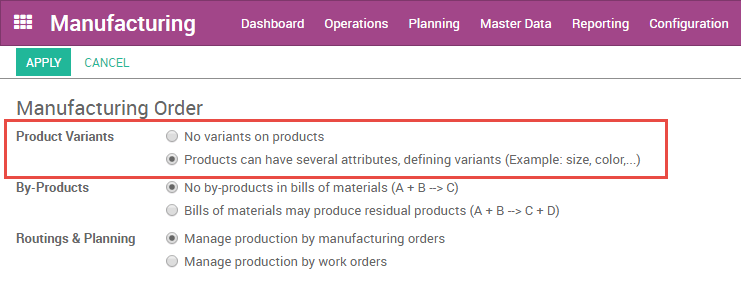 Manufacturing Dashboard Operations Planning Master Data Reporting Configuration
APPLY CANCEL
Manufacturing Order
Product Variants No variants on products
Products can have several attributes, defining variants (Example: size, color,...)
By-Products No by-products in bills of materials (A + B --> C)
Bills of materials may produce residual products (A + B --> C + D)
Routings & Planning Manage production by manufacturing orders
Manage production by work orders